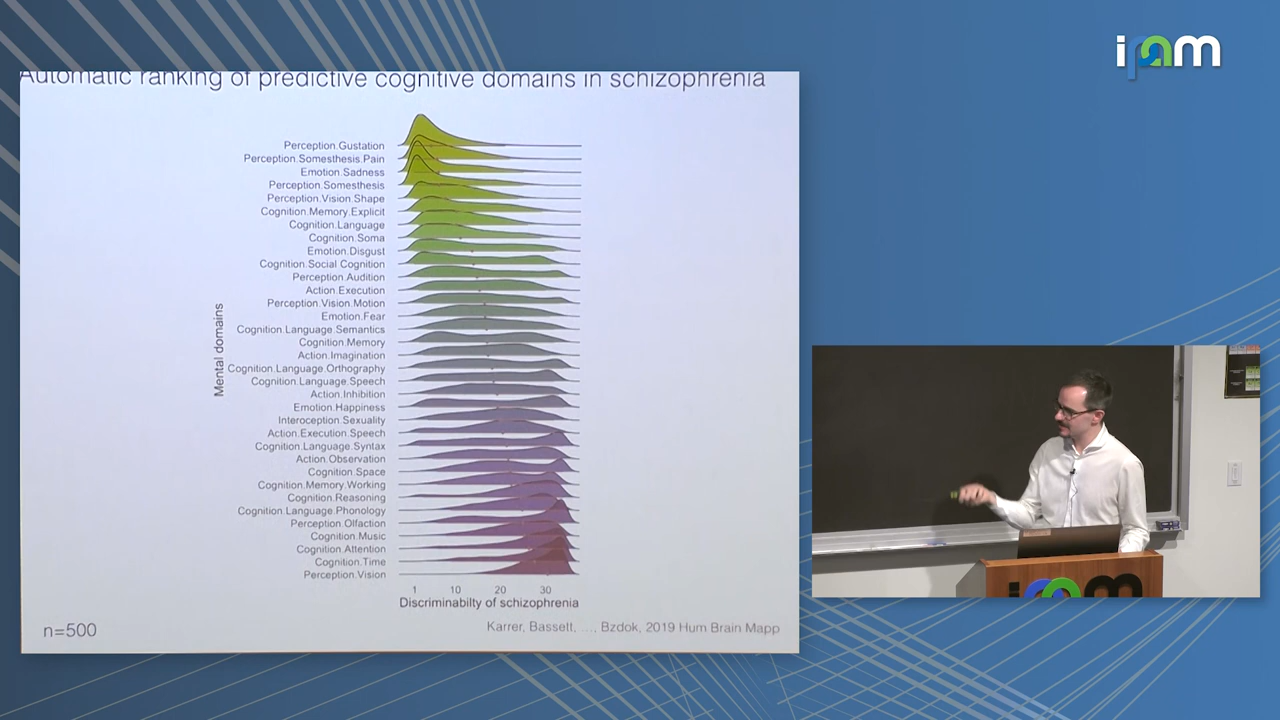 ipam
Automatic ranking of predictive cognitive domains in schizophrenia
Perception.Gustation
Perception.Somesthesis.Pain
Emotion.Sadness
Perception.Somesthesis
Perception.Vision.Shape
Cognition.Memory.Explicit
Cognition.Language
Cognition.Soma
Emotion.Disgust
Cognition.Social Cognition
Perception.Audition
Action.Execution
Perception.Vision.Motion
Emotion.Fear
Cognition.Language.Semantics
Cognition.Memory
Action.Imagination
Cognition.Language.Orthography
Cognition.Language.Speech
Action.Inhibition
Emotion.Happiness
Interoception.Sexuality
Action.Execution.Speech
Cognition.Language.Syntax
Action.Observation
Cognition.Space
Cognition.Memory.Working
Cognition.Reasoning
Cognition.Language.Phonology
Perception.Olfaction
Cognition.Music
Cognition.Attention
Cognition.Time
Perception.Vision
Mental domains
1 10 20 30
Discriminabilty of schizophrenia
n=500
Karrer, Bassett, ..., Bzdok, 2019 Hum Brain Mapp
ipam